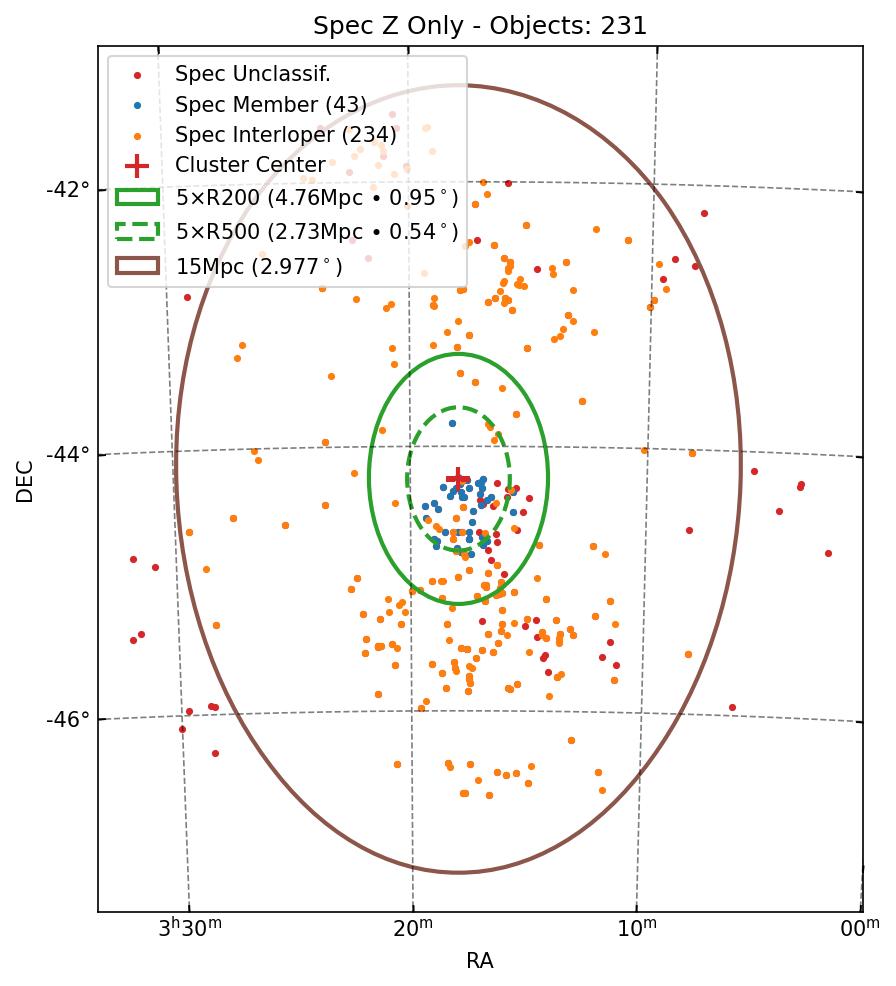 Spec Z Only - Objects: 231
Spec Unclassif.
Spec Member (43)
Spec Interloper (234)
Cluster Center
5×R200 (4.76Mpc • 0.95°)
5×R500 (2.73Mpc • 0.54°)
15Mpc (2.977°)
-42°
-44°
-46°
DEC
3ʰ30ᵐ 20ᵐ 10ᵐ 00ᵐ
RA